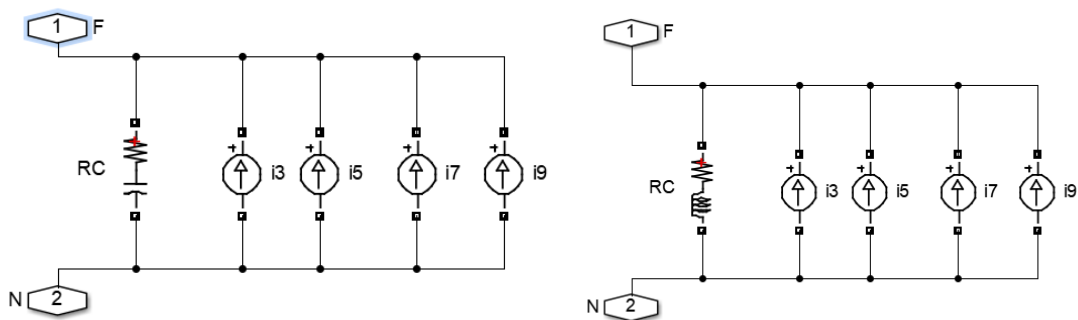 1 F
RC
+ i3
+ i5
+ i7
+ i9
N 2
1 F
RC
+ i3
+ i5
+ i7
+ i9
N 2